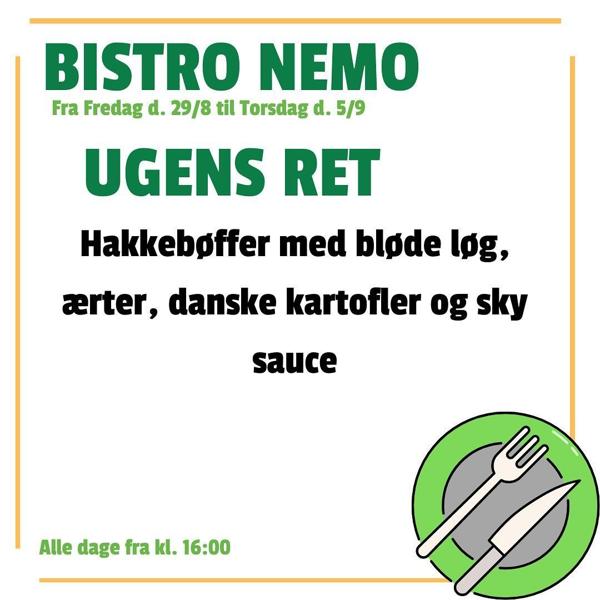 BISTRO NEMO
Fra Fredag d. 29/8 til Torsdag d. 5/9
UGENS RET
Hakkebøffer med bløde løg,
ærter, danske kartofler og sky
sauce
Alle dage fra kl. 16:00